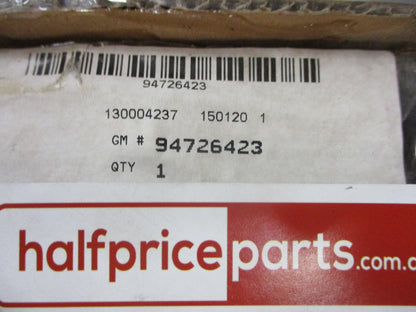 94726423
130004237 150120 1
GM # 94726423
QTY 1
halfpriceparts.com.a